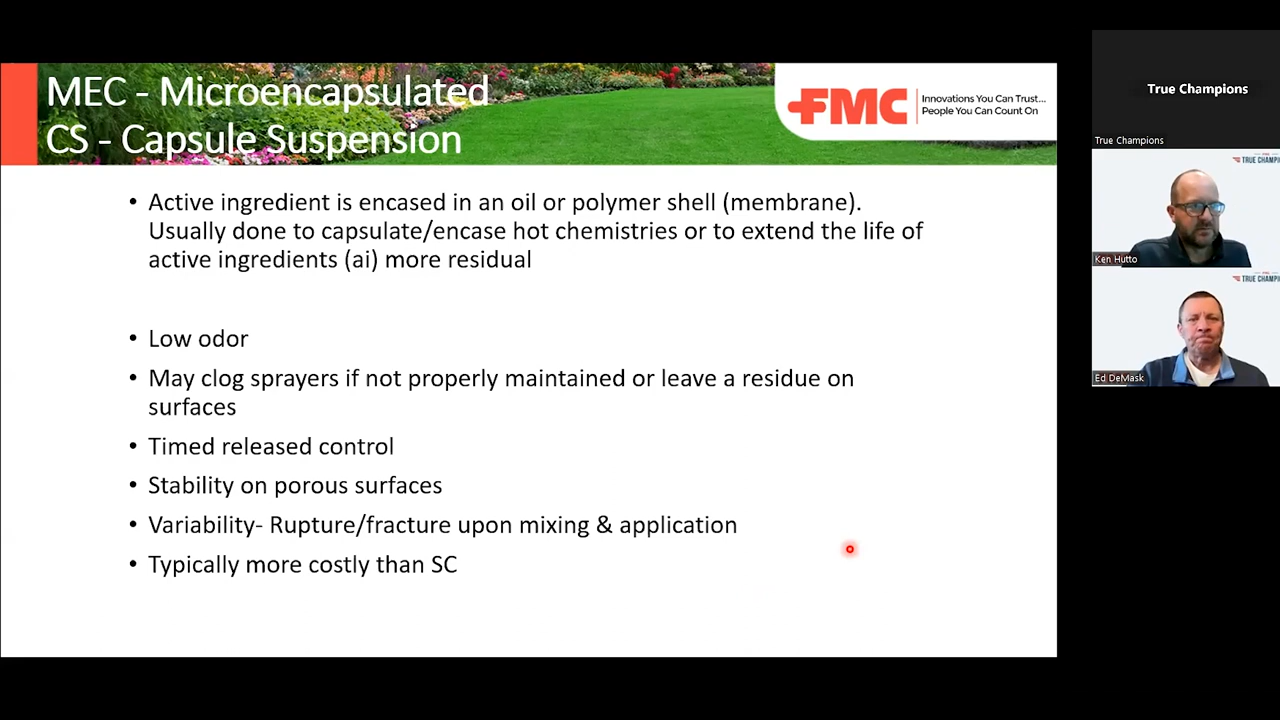 MEC - Microencapsulated
CS - Capsule Suspension
FMC
Innovations You Can Trust...
People You Can Count On
• Active ingredient is encased in an oil or polymer shell (membrane).
Usually done to capsulate/encase hot chemistries or to extend the life of
active ingredients (ai) more residual
• Low odor
• May clog sprayers if not properly maintained or leave a residue on
surfaces
• Timed released control
• Stability on porous surfaces
• Variability- Rupture/fracture upon mixing & application
• Typically more costly than SC
True Champions
True Champions
TRUE CHAMPI
Ken Hutto
TRUE CHAMPI
Ed DeMask